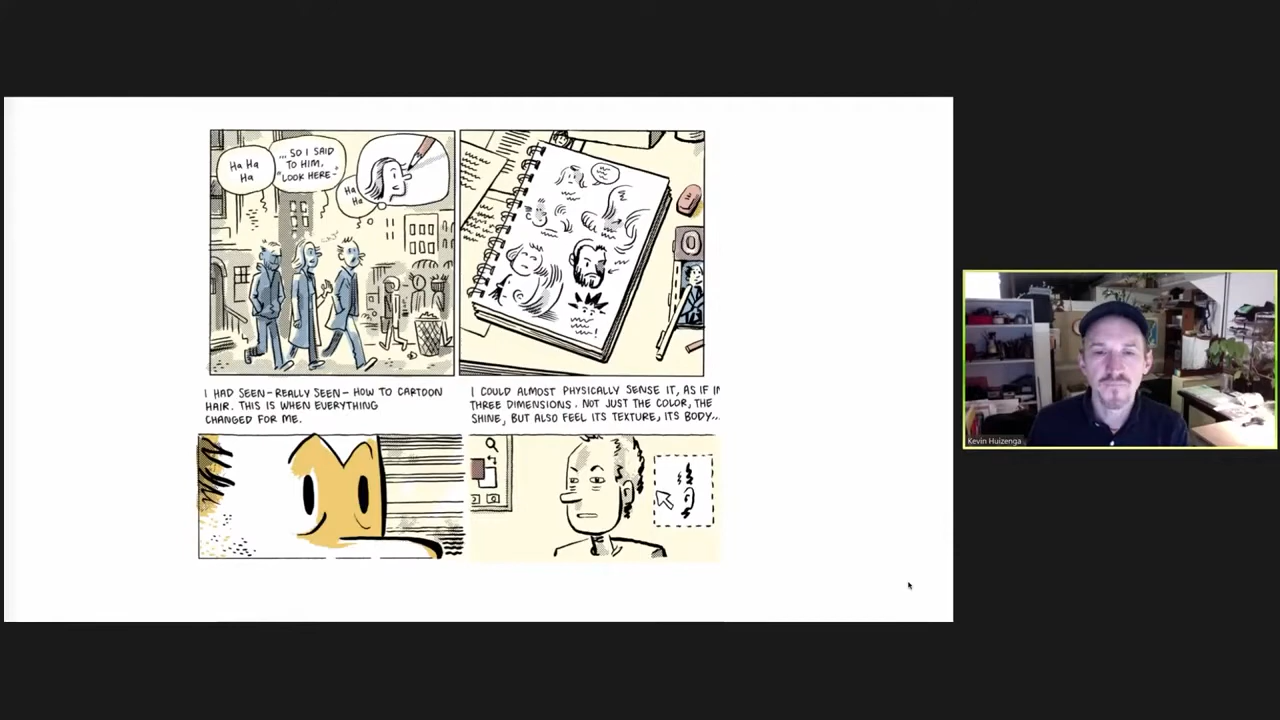 Ha Ha
Ha
... SO I SAID
TO HIM,
"LOOK HERE-"
Ha
Ha
I HAD SEEN-REALLY SEEN- HOW TO CARTOON
HAIR. THIS IS WHEN EVERYTHING
CHANGED FOR ME.
I COULD ALMOST PHYSICALLY SENSE IT, AS IF IN
THREE DIMENSIONS. NOT JUST THE COLOR, THE
SHINE, BUT ALSO FEEL ITS TEXTURE, ITS BODY...
Kevin Huizenga